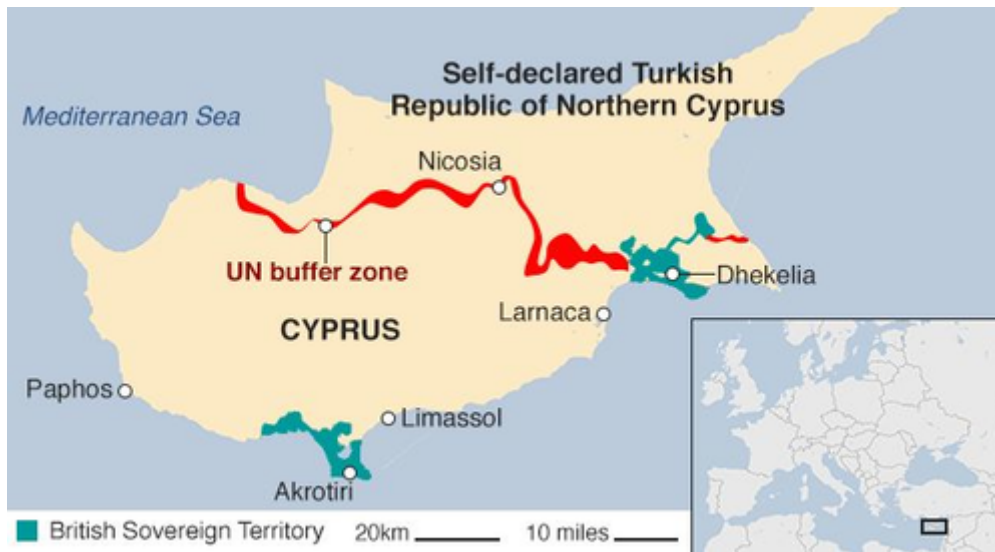 Self-declared Turkish
Republic of Northern Cyprus
Mediterranean Sea
Nicosia
UN buffer zone
Dhekelia
Larnaca
CYPRUS
Paphos
Limassol
Akrotiri
British Sovereign Territory 20km 10 miles